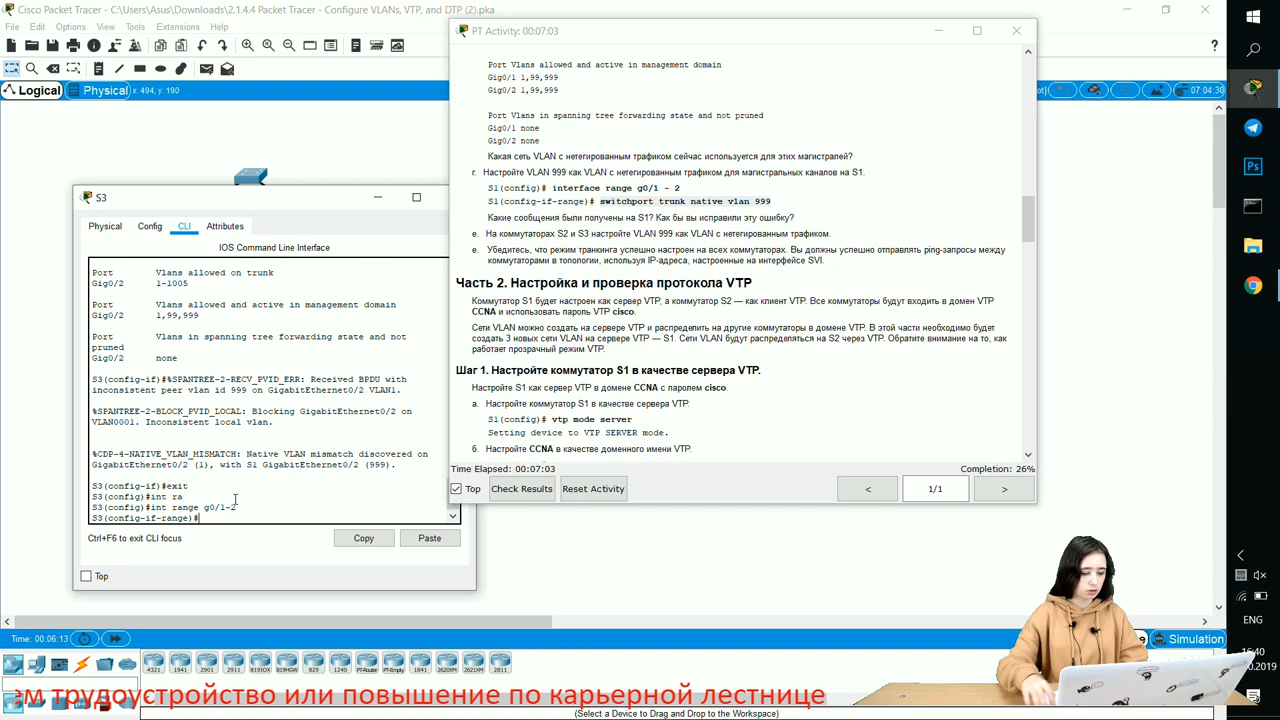 Cisco Packet Tracer - C:\Users\Asus\Downloads\2.1.4.4 Packet Tracer - Configure VLANs, VTP, and DTP (2).pka
File Edit Options View Tools Extensions Help
Logical Physical x: 494, y: 190
07:04:30
PT Activity: 00:07:03
Port Vlans allowed and active in management domain
Gig0/1 1,99,999
Gig0/2 1,99,999
Port Vlans in spanning tree forwarding state and not pruned
Gig0/1 none
Gig0/2 none
Какая сеть VLAN с нетегированным трафиком сейчас используется для этих магистралей?
г. Настройте VLAN 999 как VLAN с нетегированным трафиком для магистральных каналов на S1.
S1(config)# interface range g0/1 - 2
S1(config-if-range)# switchport trunk native vlan 999
Какие сообщения были получены на S1? Как бы вы исправили эту ошибку?
е. На коммутаторах S2 и S3 настройте VLAN 999 как VLAN с нетегированным трафиком.
е. Убедитесь, что режим транкинга успешно настроен на всех коммутаторах. Вы должны успешно отправлять ping-запросы между
коммутаторами в топологии, используя IP-адреса, настроенные на интерфейсе SVI.
Часть 2. Настройка и проверка протокола VTP
Коммутатор S1 будет настроен как сервер VTP, а коммутатор S2 — как клиент VTP. Все коммутаторы будут входить в домен VTP
CCNA и использовать пароль VTP cisco.
Сети VLAN можно создать на сервере VTP и распределить на другие коммутаторы в домене VTP. В этой части необходимо будет
создать 3 новых сети VLAN на сервере VTP — S1. Сети VLAN будут распределяться на S2 через VTP. Обратите внимание на то, как
работает прозрачный режим VTP.
Шаг 1. Настройте коммутатор S1 в качестве сервера VTP.
Настройте S1 как сервер VTP в домене CCNA с паролем cisco.
а. Настройте коммутатор S1 в качестве сервера VTP.
S1(config)# vtp mode server
Setting device to VTP SERVER mode.
б. Настройте CCNA в качестве доменного имени VTP.
Time Elapsed: 00:07:03 Completion: 26%
Top Check Results Reset Activity < 1/1 >
S3
Physical Config CLI Attributes
IOS Command Line Interface
Port Vlans allowed on trunk
Gig0/2 1-1005
Port Vlans allowed and active in management domain
Gig0/2 1,99,999
Port Vlans in spanning tree forwarding state and not
pruned
Gig0/2 none
S3(config-if)#%SPANTREE-2-RECV_PVID_ERR: Received BPDU with
inconsistent peer vlan id 999 on GigabitEthernet0/2 VLAN1.
%SPANTREE-2-BLOCK_PVID_LOCAL: Blocking GigabitEthernet0/2 on
VLAN0001. Inconsistent local vlan.
%CDP-4-NATIVE_VLAN_MISMATCH: Native VLAN mismatch discovered on
GigabitEthernet0/2 (1), with S1 GigabitEthernet0/2 (999).
S3(config-if)#exit
S3(config)#int ra
S3(config)#int range g0/1-2
S3(config-if-range)#
Ctrl+F6 to exit CLI focus Copy Paste
Top
Time: 00:06:13 Simulation
4321 1941 2901 2911 819IOX 819HGW 829 1240 PT-Router PT-Empty 1841 2620XM 2621XM 2811
ем трудоустройство или повышение по карьерной лестнице
(Select a Device to Drag and Drop to the Workspace)
ENG